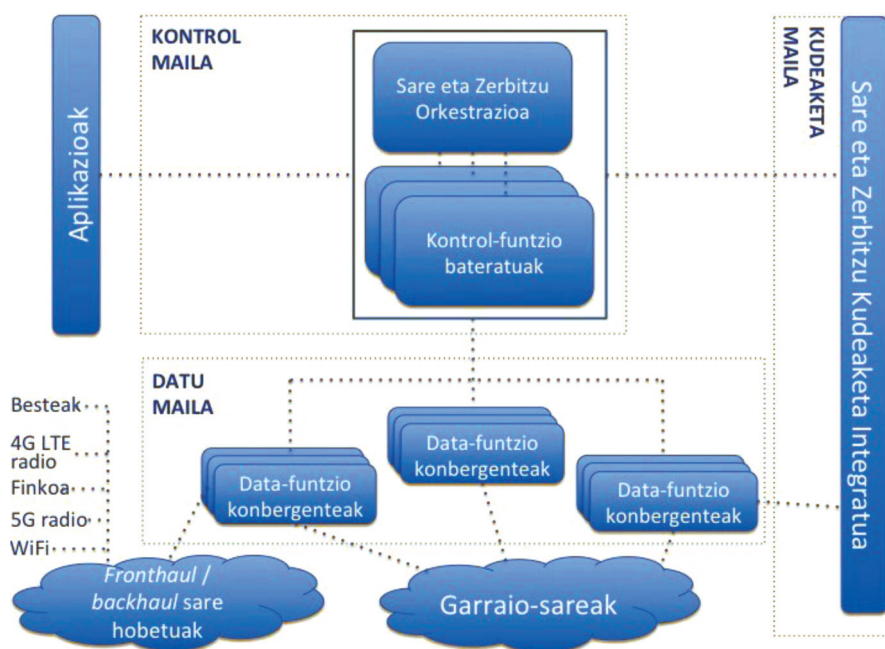 Aplikazioak
KONTROL
MAILA
Sare eta Zerbitzu
Orkestrazioa
Kontrol-funtzio
bateratuak
KUDEAKETA
MAILA
Sare eta Zerbitzu Kudeaketa Integratua
DATU
MAILA
Data-funtzio
konbergenteak
Data-funtzio
konbergenteak
Data-funtzio
konbergenteak
Besteak
4G LTE
radio
Finkoa
5G radio
WiFi
Fronthaul /
backhaul sare
hobetuak
Garraio-sareak